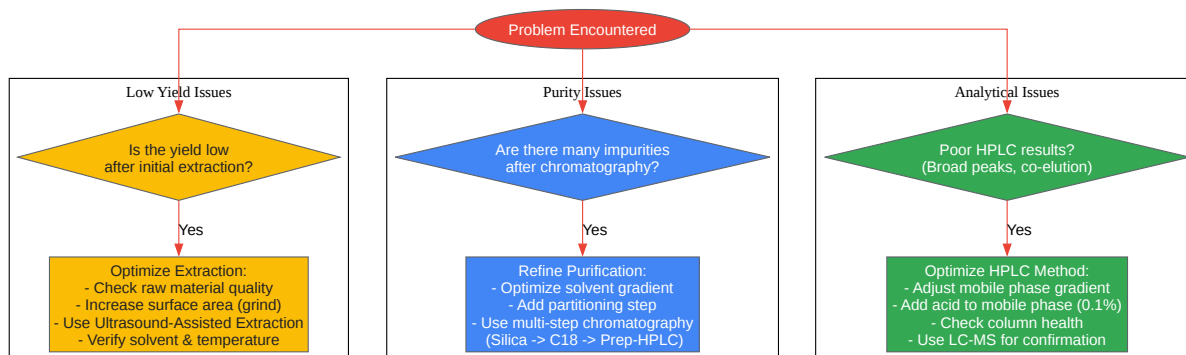 Problem Encountered
Low Yield Issues
Is the yield low
after initial extraction?
Yes
Optimize Extraction:
- Check raw material quality
- Increase surface area (grind)
- Use Ultrasound-Assisted Extraction
- Verify solvent & temperature
Purity Issues
Are there many impurities
after chromatography?
Yes
Refine Purification:
- Optimize solvent gradient
- Add partitioning step
- Use multi-step chromatography
(Silica -> C18 -> Prep-HPLC)
Analytical Issues
Poor HPLC results?
(Broad peaks, co-elution)
Yes
Optimize HPLC Method:
- Adjust mobile phase gradient
- Add acid to mobile phase (0.1%)
- Check column health
- Use LC-MS for confirmation